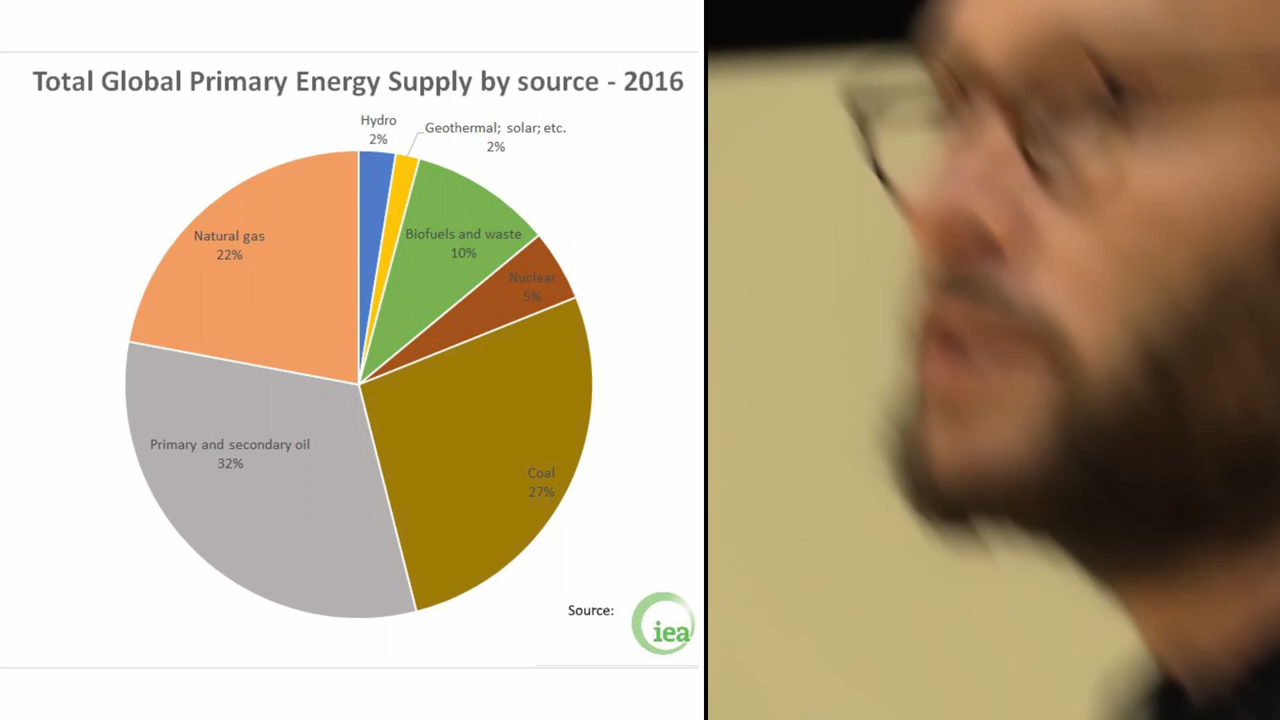 Total Global Primary Energy Supply by source - 2016
Hydro
2%
Geothermal; solar; etc.
2%
Biofuels and waste
10%
Nuclear
5%
Natural gas
22%
Primary and secondary oil
32%
Coal
27%
Source:
iea